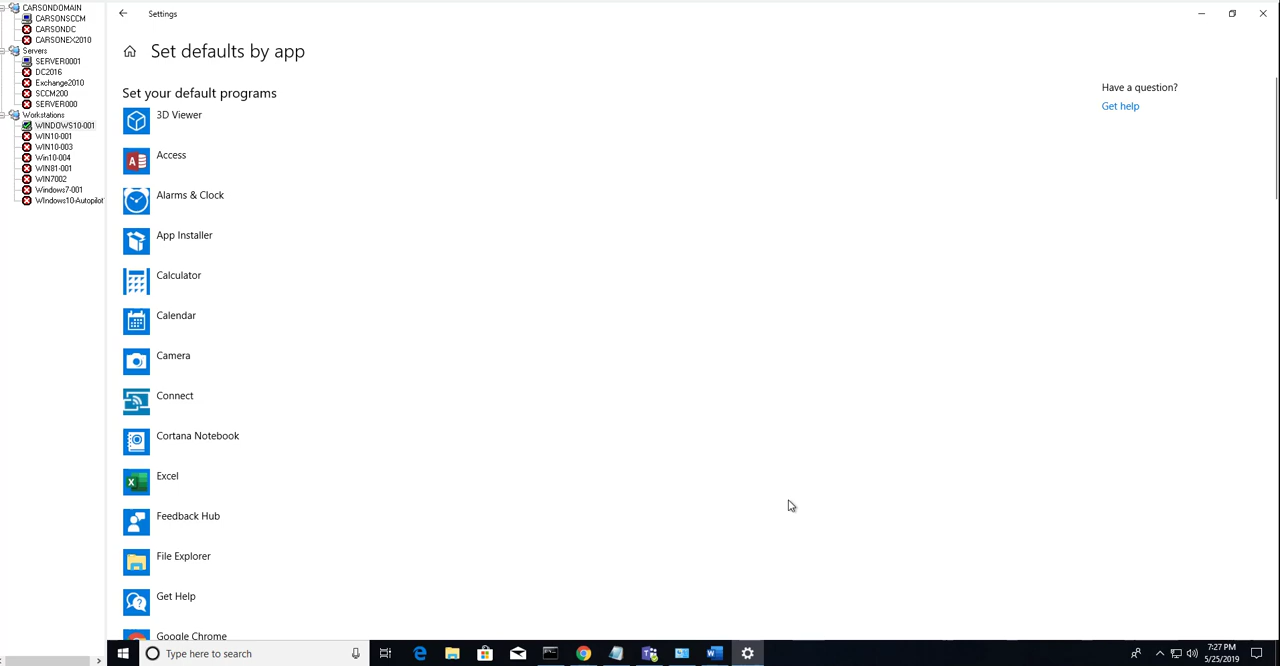 CARSONDOMAIN
CARSONSCCM
CARSONDC
CARSONEX2010
Servers
SERVER0001
DC2016
Exchange2010
SCCM200
SERVER000
Workstations
WINDOWS10-001
WIN10-001
WIN10-003
Win10-004
WIN81-001
WIN7002
Windows7-001
WIndows10-Autopilot
Settings
Set defaults by app
Set your default programs
3D Viewer
Access
Alarms & Clock
App Installer
Calculator
Calendar
Camera
Connect
Cortana Notebook
Excel
Feedback Hub
File Explorer
Get Help
Google Chrome
Have a question?
Get help
Type here to search
7:27 PM
5/25/2019